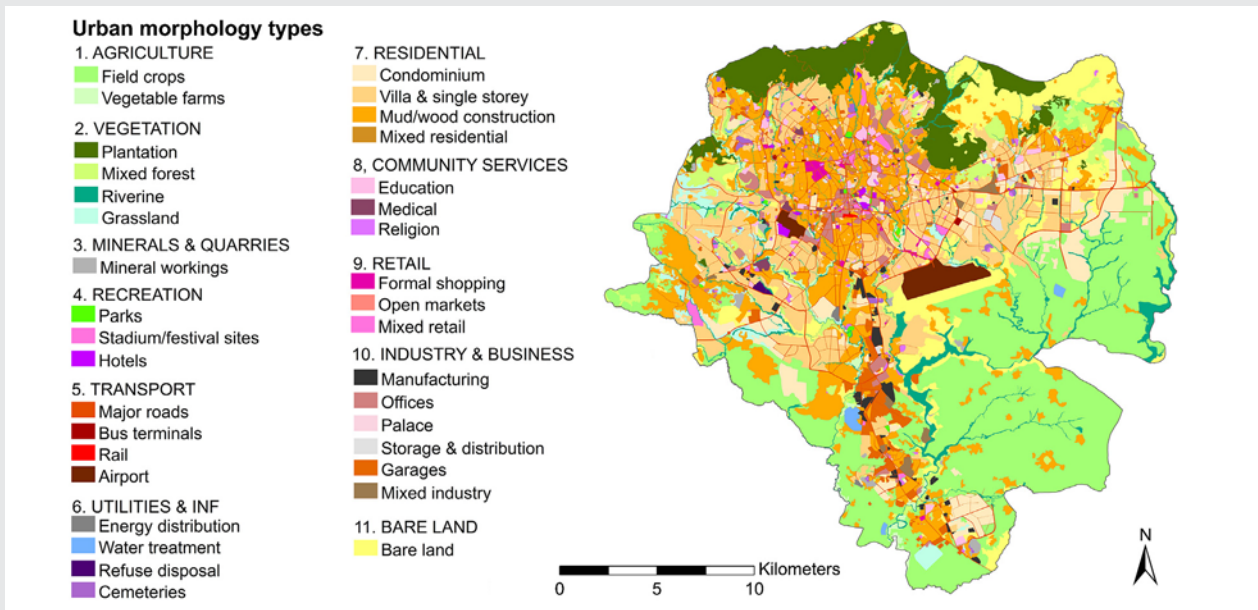 Urban morphology types
1. AGRICULTURE
Field crops
Vegetable farms
2. VEGETATION
Plantation
Mixed forest
Riverine
Grassland
3. MINERALS & QUARRIES
Mineral workings
4. RECREATION
Parks
Stadium/festival sites
Hotels
5. TRANSPORT
Major roads
Bus terminals
Rail
Airport
6. UTILITIES & INF
Energy distribution
Water treatment
Refuse disposal
Cemeteries
7. RESIDENTIAL
Condominium
Villa & single storey
Mud/wood construction
Mixed residential
8, COMMUNITY SERVICES
Education
Medical
Religion
9. RETAIL
Formal shopping
Open markets
Mixed retail
10. INDUSTRY & BUSINESS
Manufacturing
Offices
Palace
Storage & distribution
Garages
Mixed industry
11. BARE LAND
Bare land
Kilometers
0 5 10
N